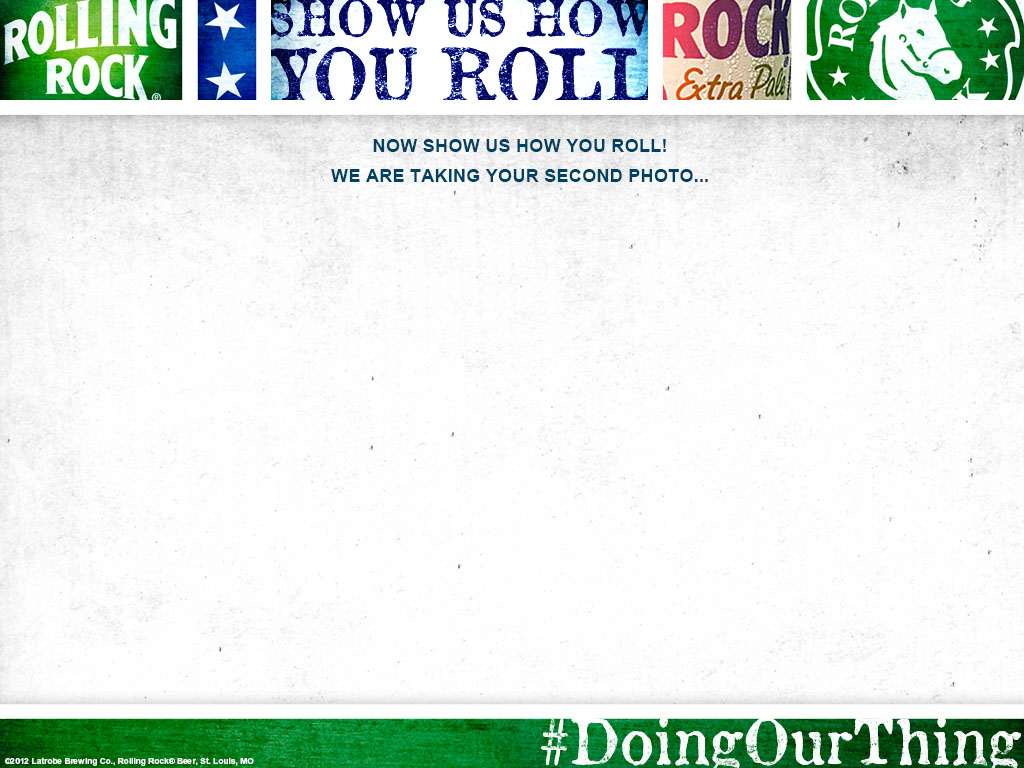 ROLLING
ROCK®
SHOW US HOW
YOU ROLL
ROCK
Extra Pale
RO
NOW SHOW US HOW YOU ROLL!
WE ARE TAKING YOUR SECOND PHOTO...
#DoingOurThing
©2012 Latrobe Brewing Co., Rolling Rock® Beer, St. Louis, MO